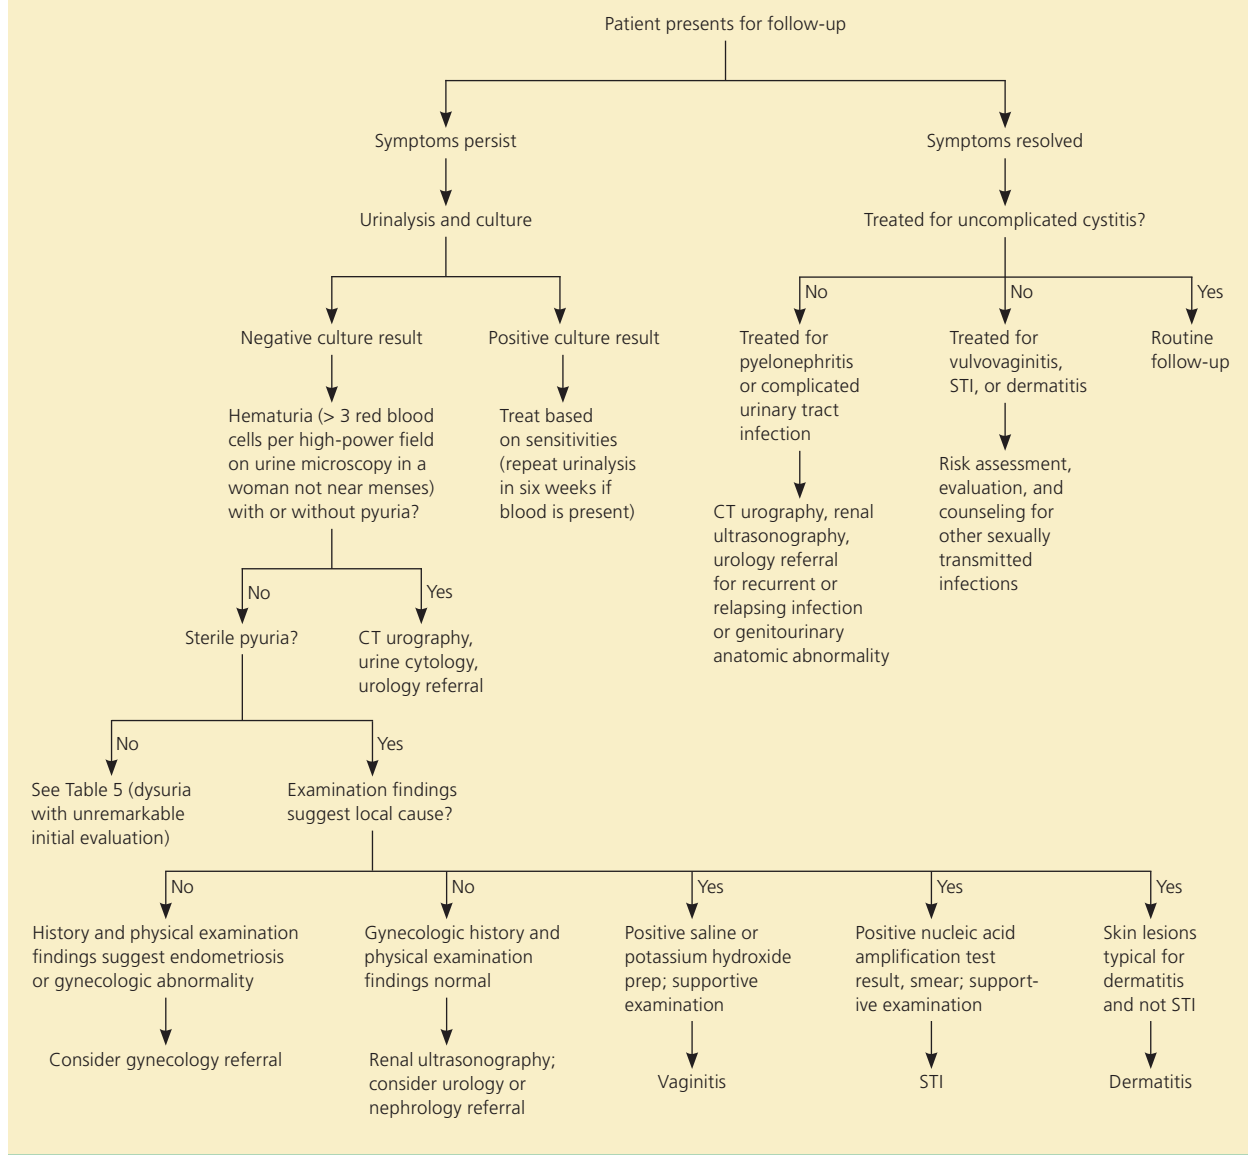 Patient presents for follow-up
Symptoms persist
Symptoms resolved
Urinalysis and culture
Treated for uncomplicated cystitis?
No
No
Yes
Negative culture result
Positive culture result
Treated for
pyelonephritis
or complicated
urinary tract
infection
Treated for
vulvovaginitis,
STI, or dermatitis
Routine
follow-up
Hematuria (> 3 red blood
cells per high-power field
on urine microscopy in a
woman not near menses)
with or without pyuria?
Treat based
on sensitivities
(repeat urinalysis
in six weeks if
blood is present)
Risk assessment,
evaluation, and
counseling for
other sexually
transmitted
infections
CT urography, renal
ultrasonography,
urology referral
for recurrent or
relapsing infection
or genitourinary
anatomic abnormality
No
Yes
Sterile pyuria?
CT urography,
urine cytology,
urology referral
No
Yes
See Table 5 (dysuria
with unremarkable
initial evaluation)
Examination findings
suggest local cause?
No
No
Yes
Yes
Yes
History and physical examination
findings suggest endometriosis
or gynecologic abnormality
Gynecologic history and
physical examination
findings normal
Positive saline or
potassium hydroxide
prep; supportive
examination
Positive nucleic acid
amplification test
result, smear; support-
ive examination
Skin lesions
typical for
dermatitis
and not STI
Consider gynecology referral
Renal ultrasonography;
consider urology or
nephrology referral
Vaginitis
STI
Dermatitis